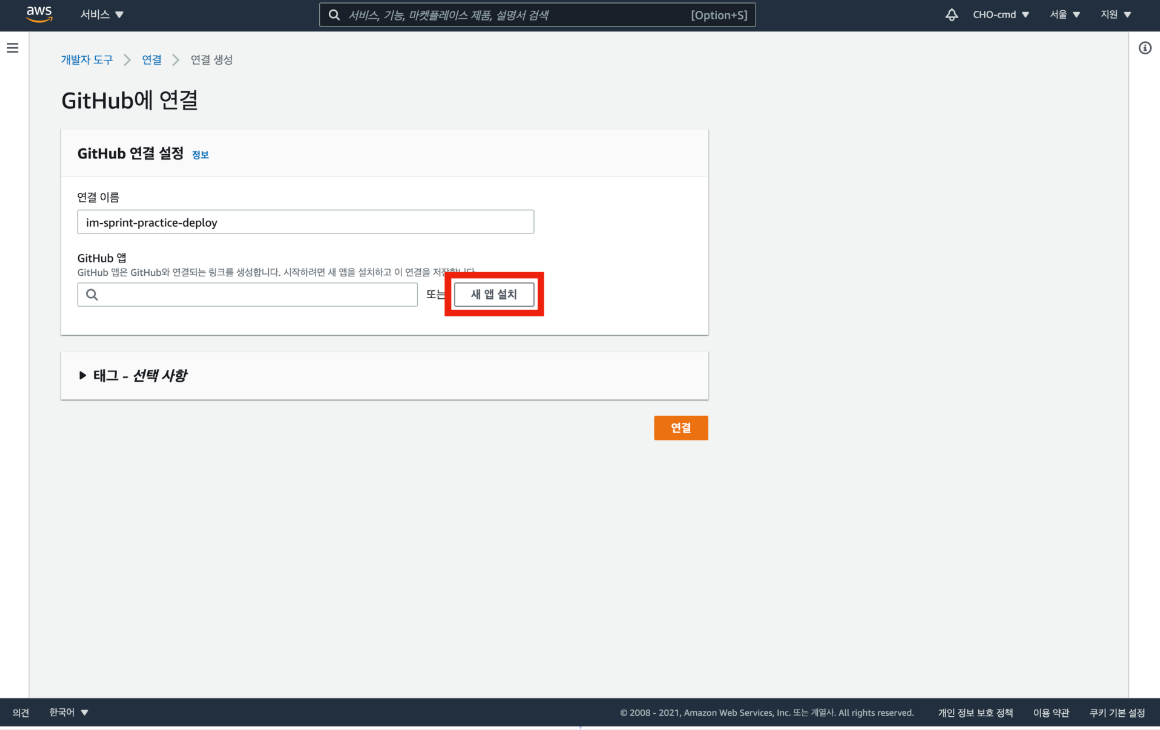 aws 서비스 ▼ 서비스, 기능, 마켓플레이스 제품, 설명서 검색 [Option+S] CHO-cmd ▼ 서울 ▼ 지원 ▼
개발자 도구 > 연결 > 연결 생성
GitHub에 연결
GitHub 연결 설정 정보
연결 이름
im-sprint-practice-deploy
GitHub 앱
GitHub 앱은 GitHub와 연결되는 링크를 생성합니다. 시작하려면 새 앱을 설치하고 이 연결을 저장합니다.
또는 새 앱 설치
▶ 태그 - 선택 사항
연결
의견 한국어 ▼ © 2008 - 2021, Amazon Web Services, Inc. 또는 계열사. All rights reserved. 개인 정보 보호 정책 이용 약관 쿠키 기본 설정